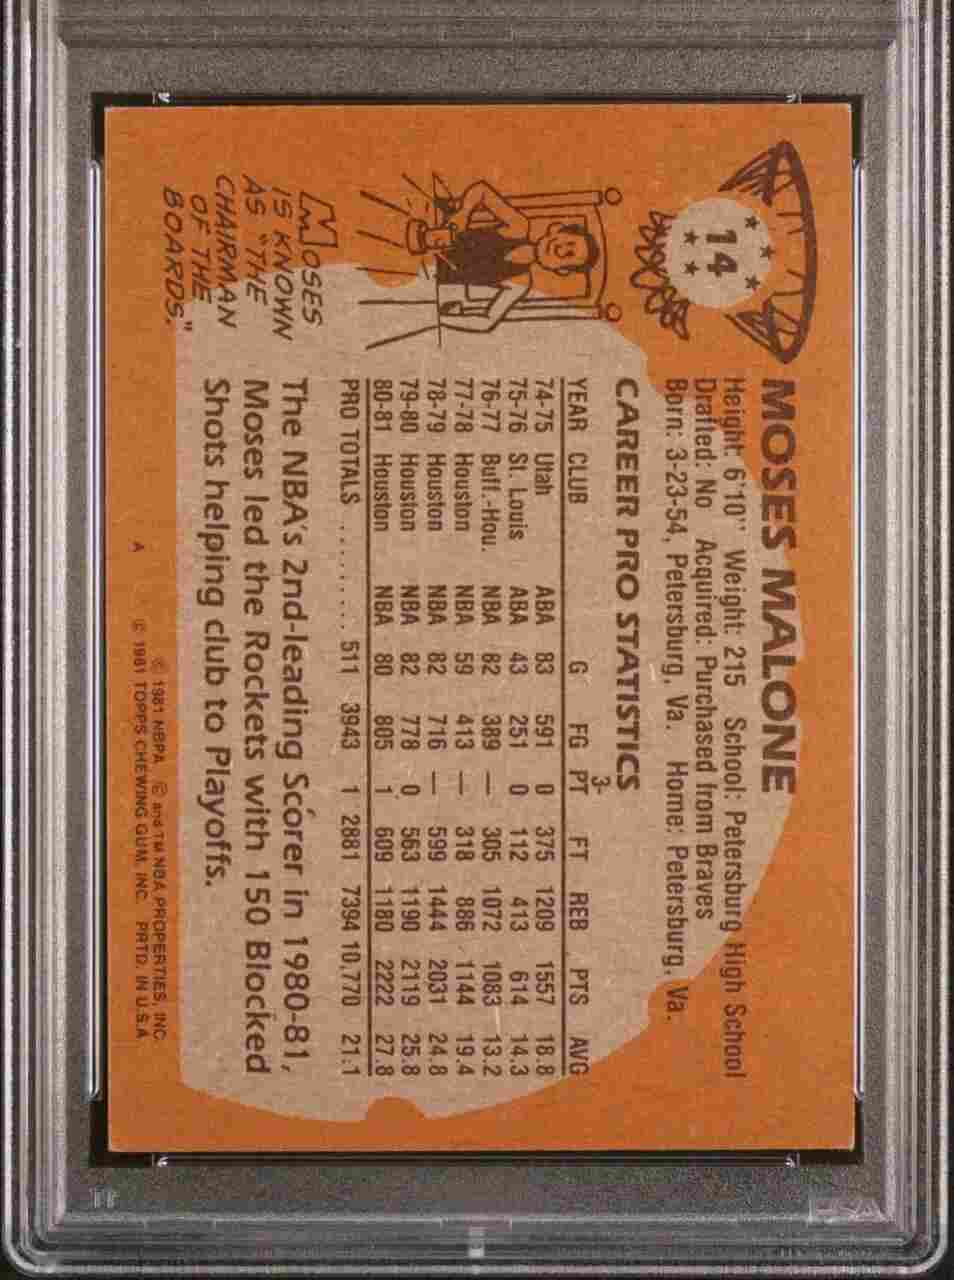 14
MOSES MALONE
Height: 6'10" Weight: 215 School: Petersburg High School
Drafted: No Acquired: Purchased from Braves
Born: 3-23-54, Petersburg, Va. Home: Petersburg, Va.
CAREER PRO STATISTICS
YEAR CLUB G FG 3-PT FT REB PTS AVG
74-75 Utah ABA 83 591 0 375 1209 1557 18.8
75-76 St. Louis ABA 43 251 0 112 413 614 14.3
76-77 Buff.-Hou. NBA 82 389 — 305 1072 1083 13.2
77-78 Houston NBA 59 413 — 318 886 1144 19.4
78-79 Houston NBA 82 716 — 599 1444 2031 24.8
79-80 Houston NBA 82 778 0 563 1190 2119 25.8
80-81 Houston NBA 80 805 1 609 1180 2222 27.8
PRO TOTALS ........ 511 3943 1 2881 7394 10,770 21.1
MOSES
IS KNOWN
AS "THE
CHAIRMAN
OF THE
BOARDS."
The NBA's 2nd-leading Scorer in 1980-81,
Moses led the Rockets with 150 Blocked
Shots helping club to Playoffs.
© 1981 NBPA © and TM NBA PROPERTIES, INC.
A © 1981 TOPPS CHEWING GUM, INC. PRTD. IN U.S.A
PSA